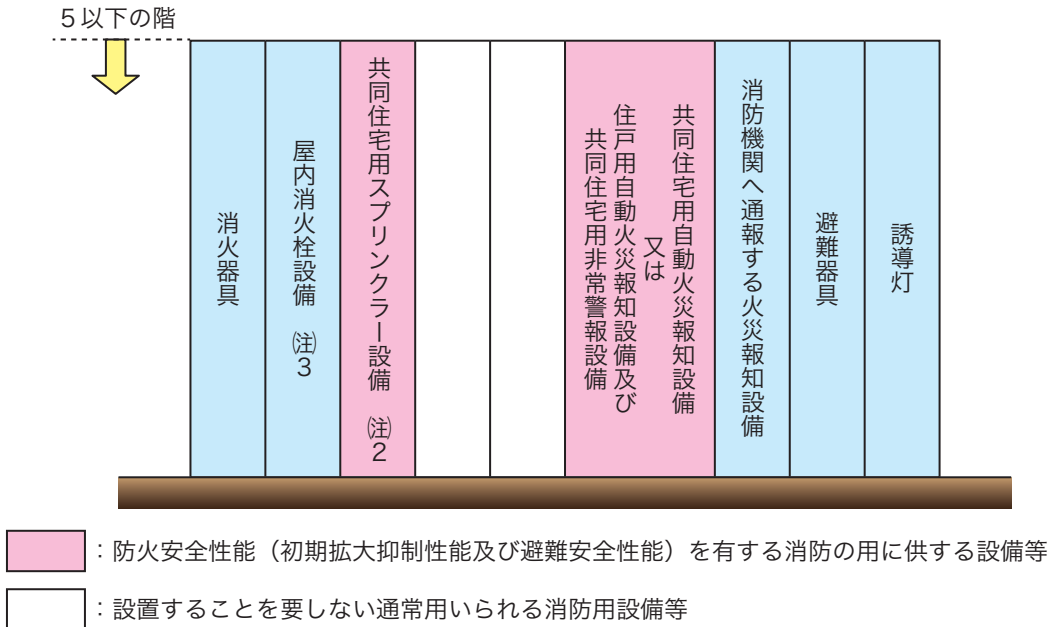 ５以下の階
消火器具
屋内消火栓設備　㈟３
共同住宅用スプリンクラー設備　㈟２
共同住宅用自動火災報知設備
又は
住戸用自動火災報知設備及び
共同住宅用非常警報設備
消防機関へ通報する火災報知設備
避難器具
誘導灯
：防火安全性能（初期拡大抑制性能及び避難安全性能）を有する消防の用に供する設備等
：設置することを要しない通常用いられる消防用設備等